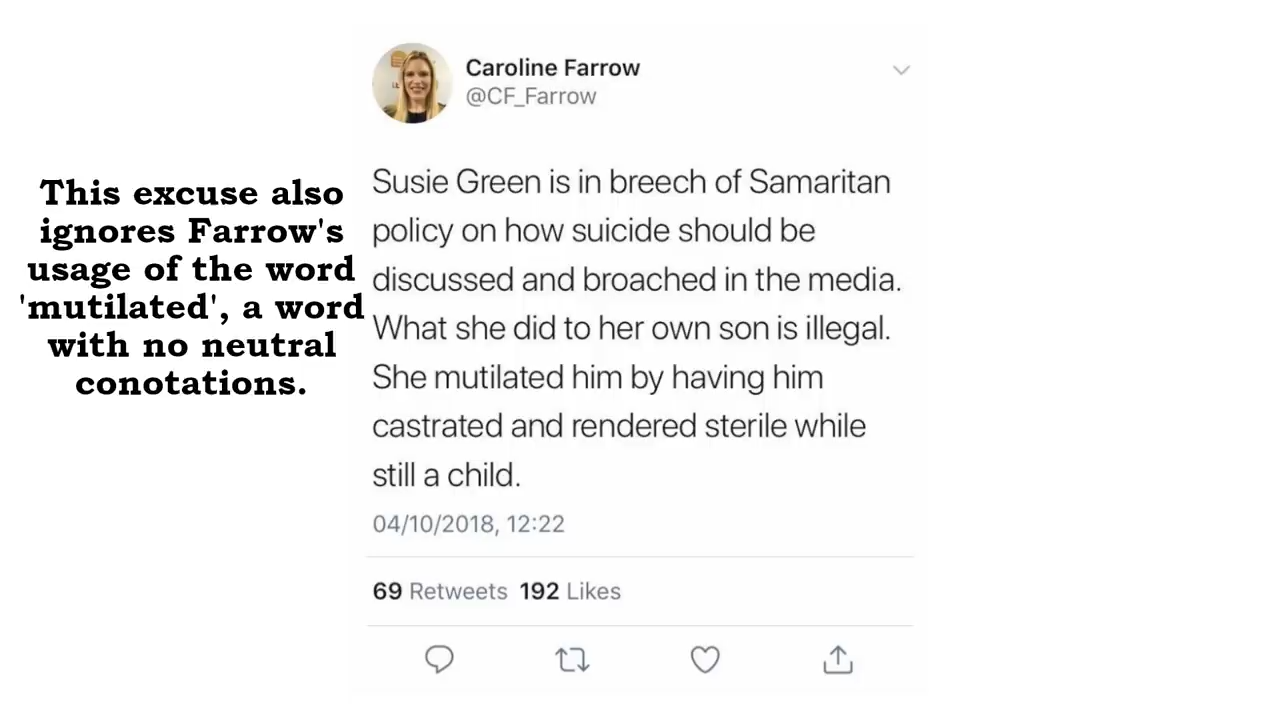 This excuse also
ignores Farrow's
usage of the word
'mutilated', a word
with no neutral
conotations.
Caroline Farrow
@CF_Farrow
Susie Green is in breech of Samaritan
policy on how suicide should be
discussed and broached in the media.
What she did to her own son is illegal.
She mutilated him by having him
castrated and rendered sterile while
still a child.
04/10/2018, 12:22
69 Retweets 192 Likes